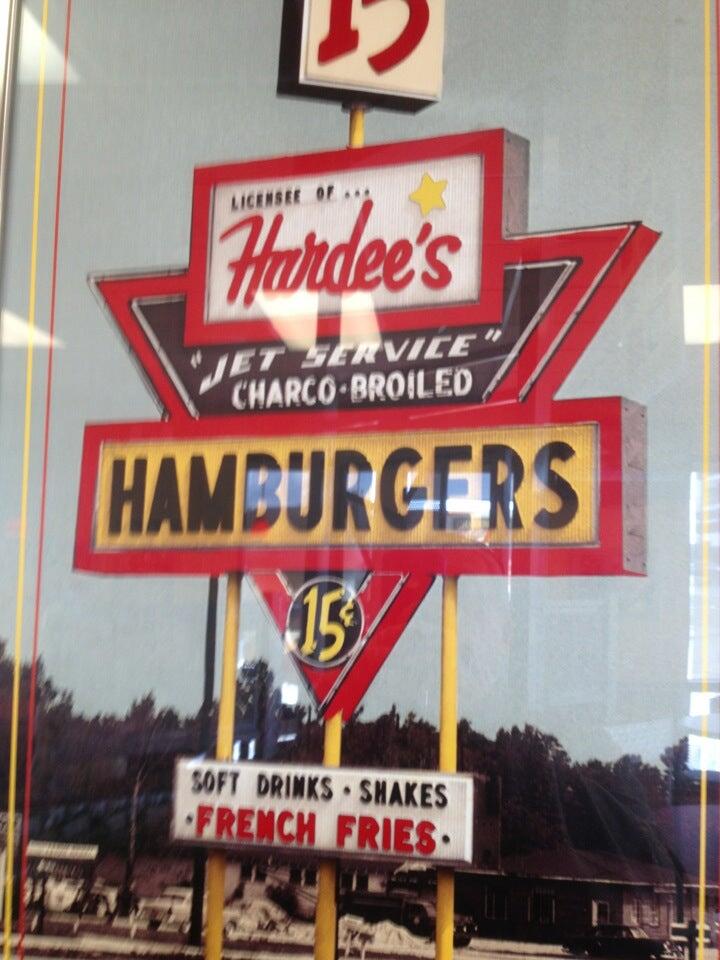 15
LICENSEE OF ...
Hardee's
"JET SERVICE"
CHARCO-BROILED
HAMBURGERS
15¢
SOFT DRINKS · SHAKES
·FRENCH FRIES·